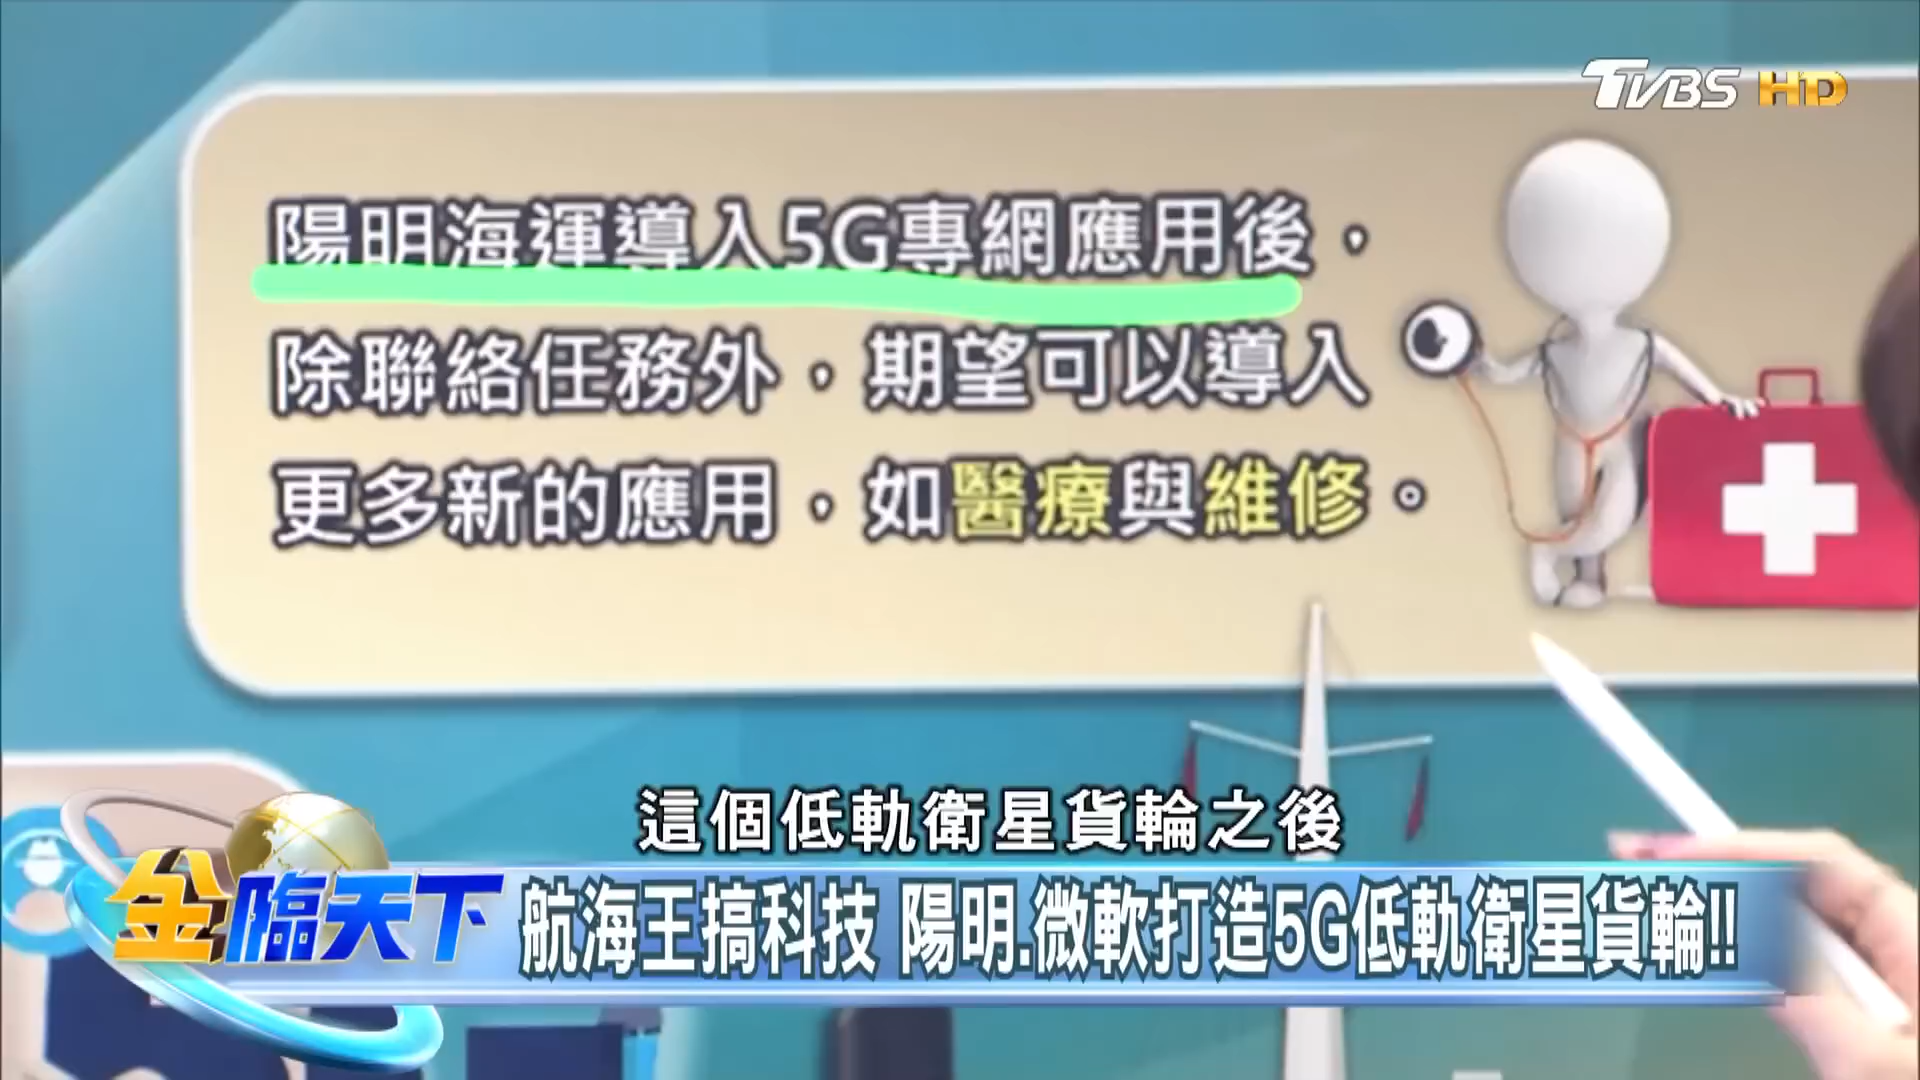 TVBS HD
陽明海運導入5G專網應用後，
除聯絡任務外，期望可以導入
更多新的應用，如醫療與維修。
這個低軌衛星貨輪之後
金臨天下
航海王搞科技 陽明.微軟打造5G低軌衛星貨輪!!